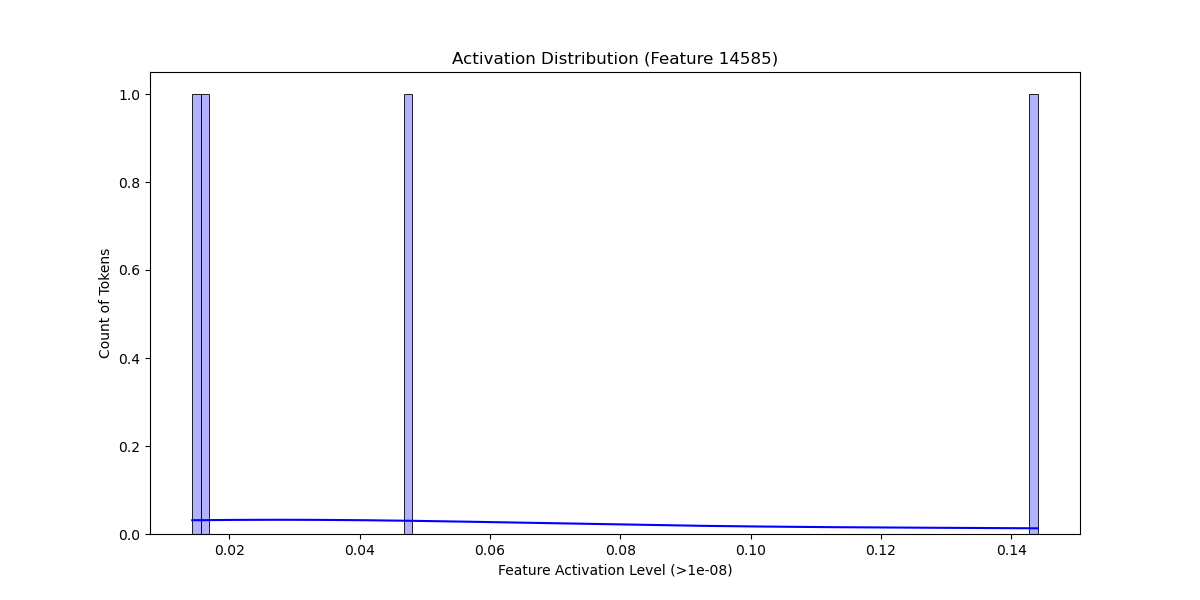 Activation Distribution (Feature 14585)
1.0
0.8
0.6
0.4
0.2
0.0
Count of Tokens
0.02 0.04 0.06 0.08 0.10 0.12 0.14
Feature Activation Level (>1e-08)